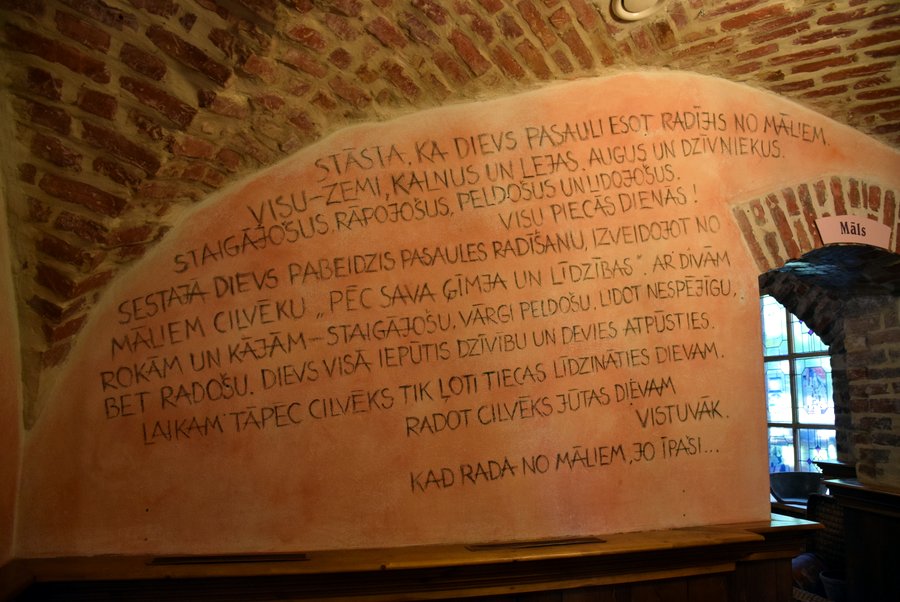 STĀSTA, KA DIEVS PASAULI ESOT RADĪJIS NO MĀLIEM.
VISU-ZEMI, KALNUS UN LEJAS. AUGUS UN DZĪVNIEKUS.
STAIGĀJOŠUS, RĀPOJOŠUS, PELDOŠUS UN LIDOJOŠUS.
VISU PIECĀS DIENĀS!
SESTAJĀ DIEVS PABEIDZIS PASAULES RADĪŠANU, IZVEIDOJOT NO
MĀLIEM CILVĒKU „PĒC SAVA ĢĪMJA UN LĪDZĪBAS". AR DIVĀM
ROKĀM UN KĀJĀM-STAIGĀJOŠU, VĀRGI PELDOŠU, LIDOT NESPĒJĪGU,
BET RADOŠU. DIEVS VISĀ IEPŪTIS DZĪVĪBU UN DEVIES ATPŪSTIES.
LAIKAM TĀPĒC CILVĒKS TIK ĻOTI TIECAS LĪDZINĀTIES DIEVAM.
RADOT CILVĒKS JŪTAS DIEVAM
VISTUVĀK.
KAD RADA NO MĀLIEM, JO ĪPAŠI...
Māls